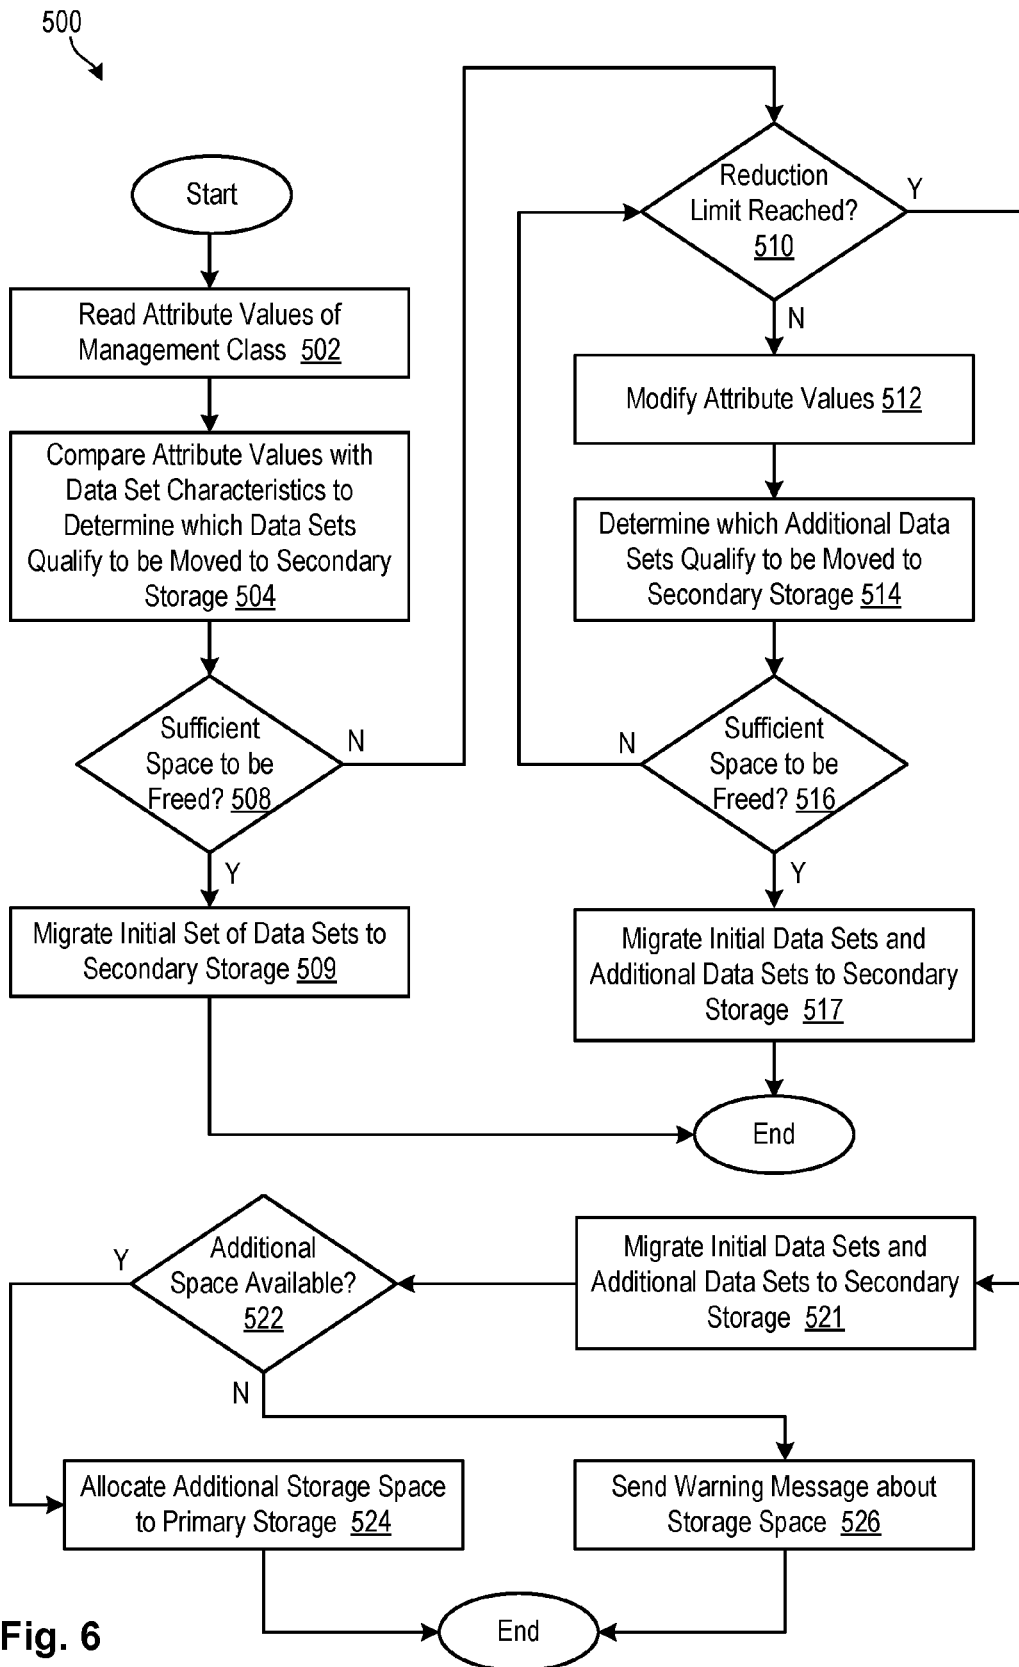 500
Start
Read Attribute Values of
Management Class 502
Compare Attribute Values with
Data Set Characteristics to
Determine which Data Sets
Qualify to be Moved to Secondary
Storage 504
Sufficient
Space to be
Freed? 508
N
Y
Migrate Initial Set of Data Sets to
Secondary Storage 509
Reduction
Limit Reached?
510
Y
N
Modify Attribute Values 512
Determine which Additional Data
Sets Qualify to be Moved to
Secondary Storage 514
Sufficient
Space to be
Freed? 516
N
Y
Migrate Initial Data Sets and
Additional Data Sets to Secondary
Storage 517
End
Migrate Initial Data Sets and
Additional Data Sets to Secondary
Storage 521
Additional
Space Available?
522
Y
N
Allocate Additional Storage Space
to Primary Storage 524
Send Warning Message about
Storage Space 526
End
Fig. 6